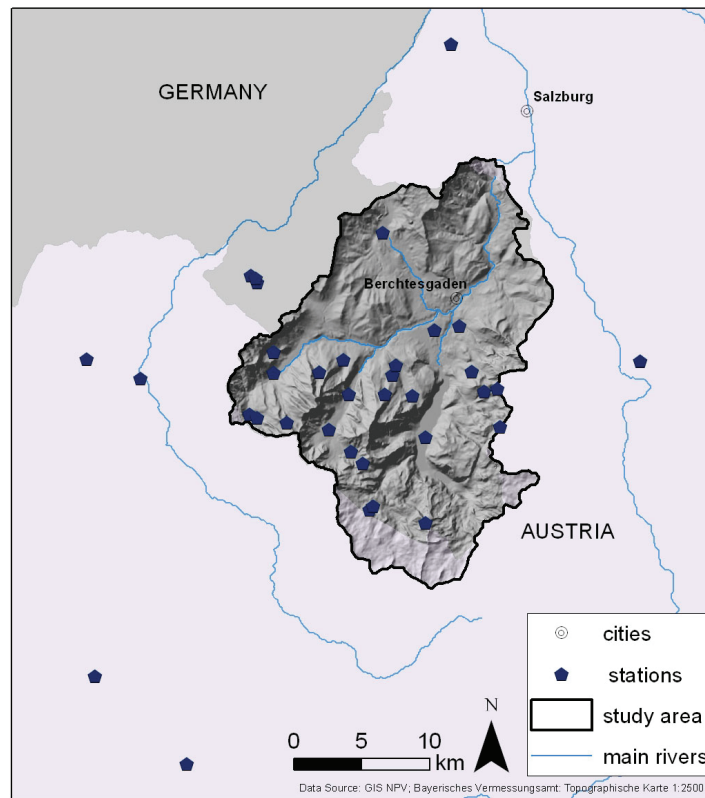 GERMANY
Salzburg
Berchtesgaden
AUSTRIA
cities
stations
study area
main rivers
N
0 5 10
km
Data Source: GIS NPV; Bayerisches Vermessungsamt: Topographische Karte 1:2500